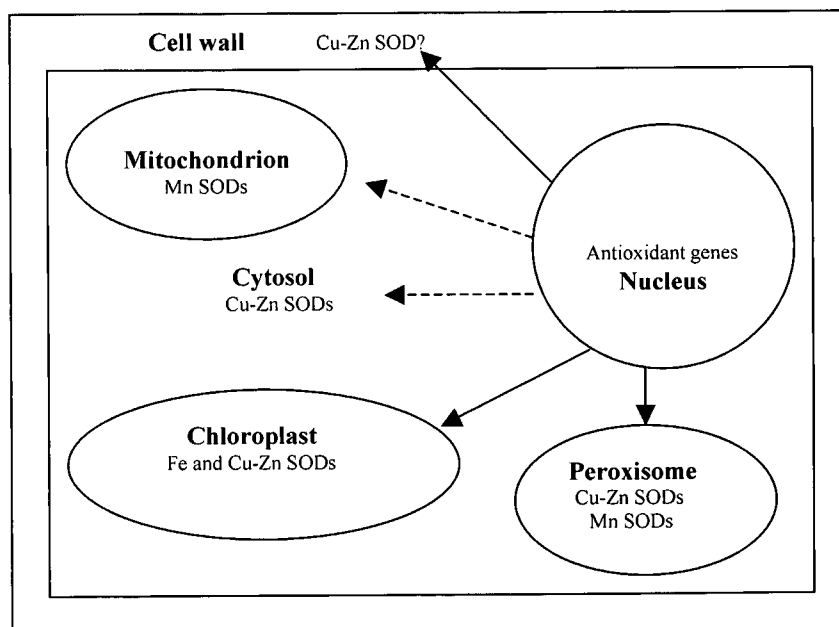 Cell wall Cu-Zn SOD?
Mitochondrion
Mn SODs
Antioxidant genes
Nucleus
Cytosol
Cu-Zn SODs
Chloroplast
Fe and Cu-Zn SODs
Peroxisome
Cu-Zn SODs
Mn SODs